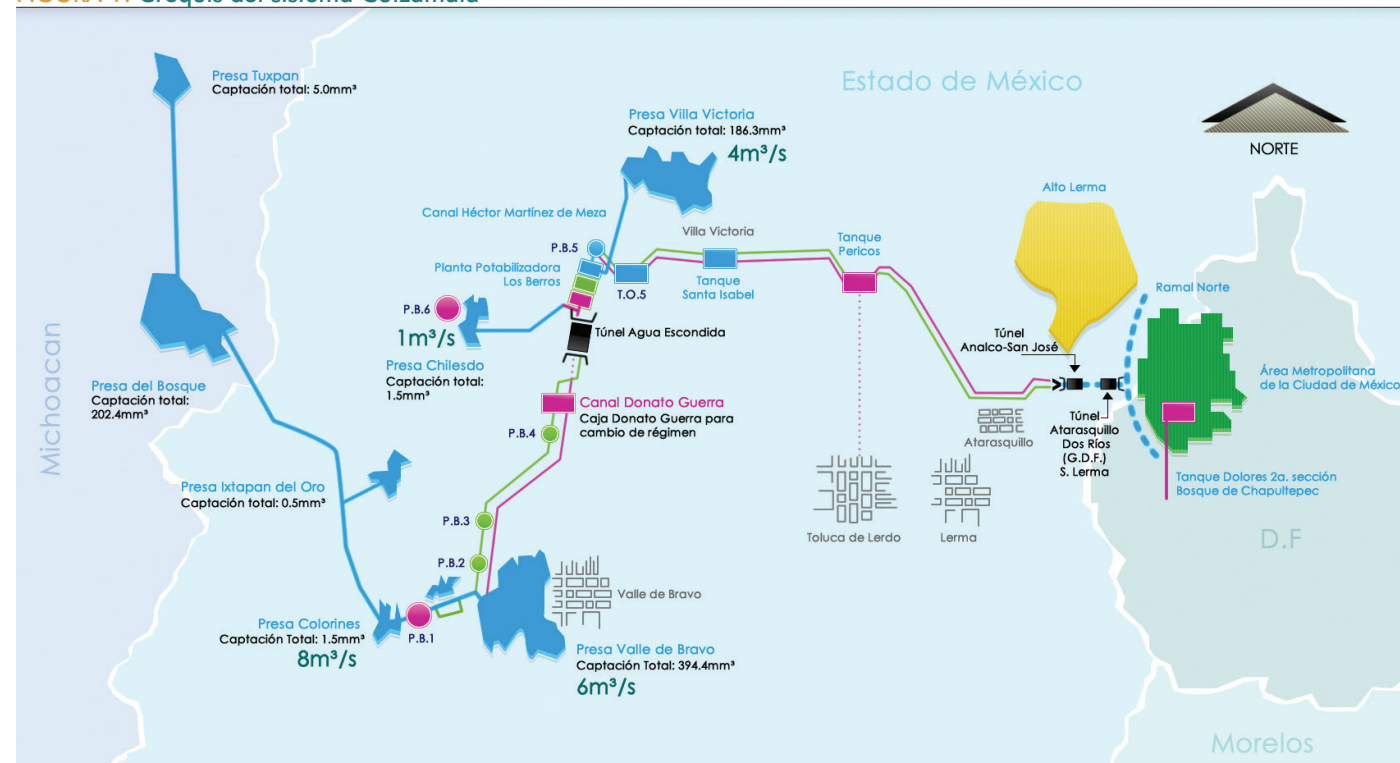 Presa Tuxpan
Captación total: 5.0mm³
Estado de México
NORTE
Presa Villa Victoria
Captación total: 186.3mm³
4m³/s
Alto Lerma
Canal Héctor Martínez de Meza
Villa Victoria
Tanque
Pericos
P.B.5
Planta Potabilizadora
Los Berros
T.O.5
Tanque
Santa Isabel
Ramal Norte
P.B.6
1m³/s
Túnel Agua Escondida
Túnel
Analco-San José
Presa Chilesdo
Captación total:
1.5mm³
Michoacan
Presa del Bosque
Captación total:
202.4mm³
Área Metropolitana
de la Ciudad de México
Canal Donato Guerra
Caja Donato Guerra para
cambio de régimen
P.B.4
Atarasquillo
Túnel
Atarasquillo
Dos Ríos
(G.D.F.)
S. Lerma
Tanque Dolores 2a. sección
Bosque de Chapultepec
Presa Ixtapan del Oro
Captación total: 0.5mm³
P.B.3
Toluca de Lerdo
Lerma
D.F
P.B.2
Valle de Bravo
Presa Colorines
Captación Total: 1.5mm³
8m³/s
P.B.1
Presa Valle de Bravo
Captación Total: 394.4mm³
6m³/s
Morelos